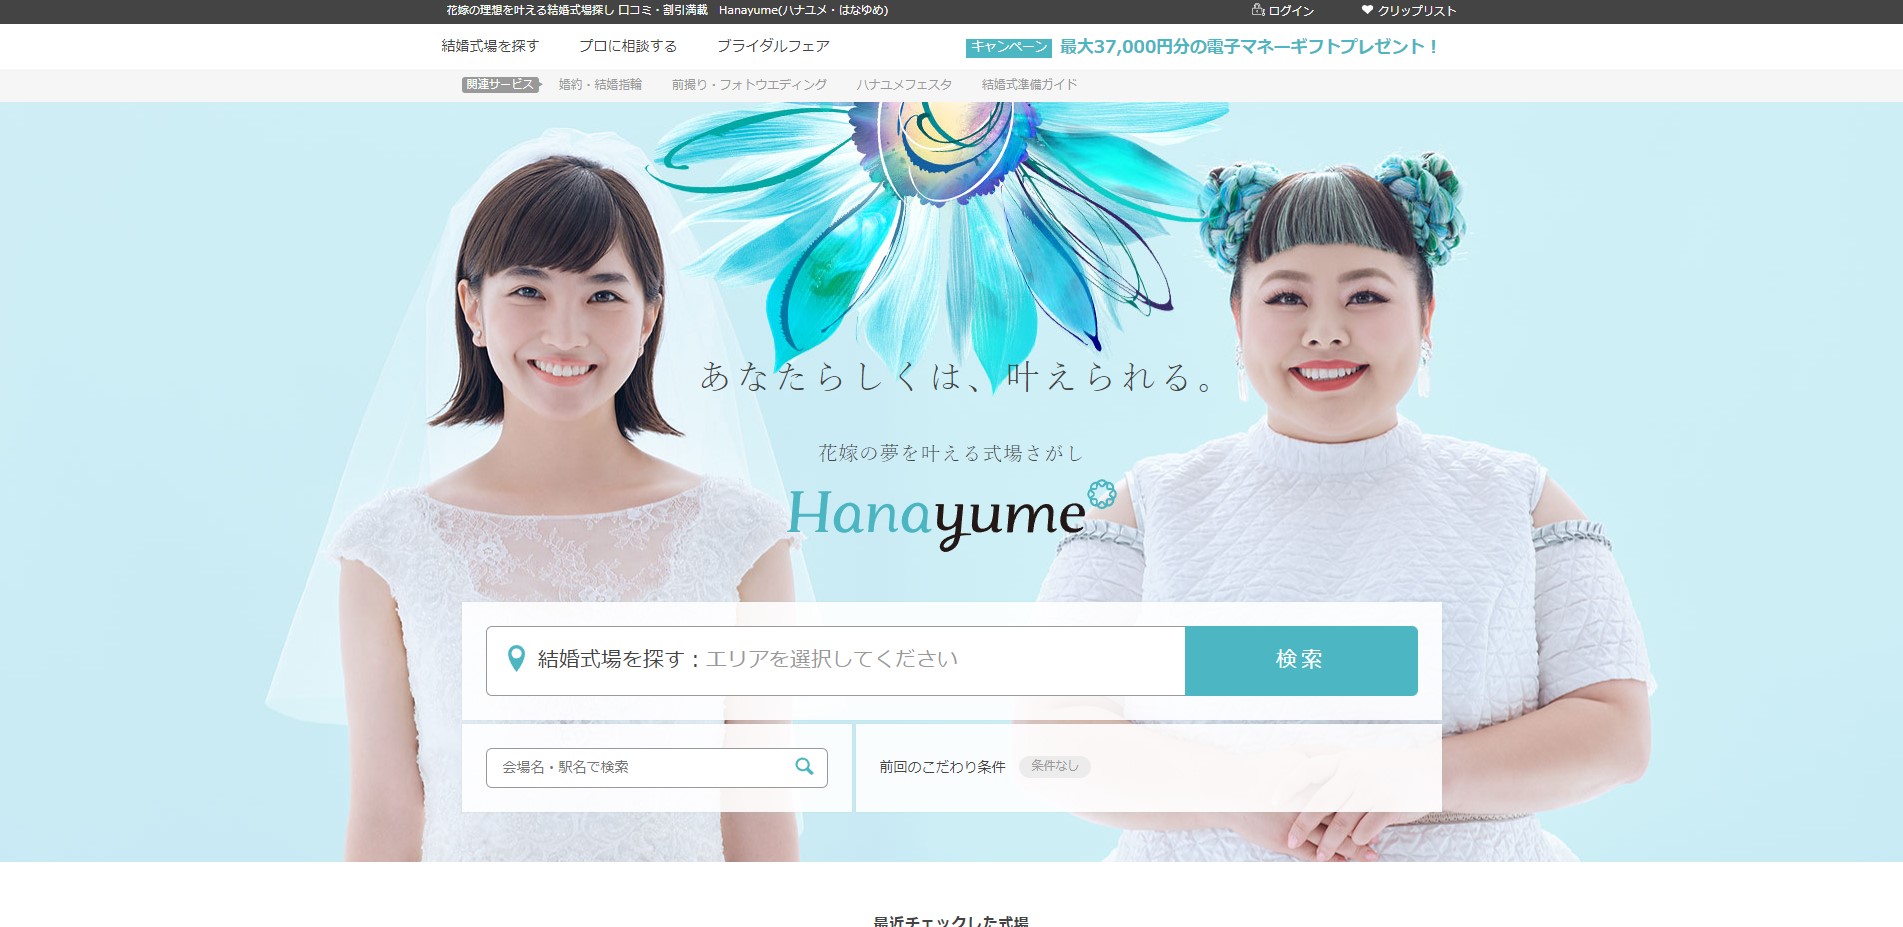 花嫁の理想を叶える結婚式場探し 口コミ・割引満載　Hanayume(ハナユメ・はなゆめ)
ログイン
クリップリスト
結婚式場を探す
プロに相談する
ブライダルフェア
キャンペーン 最大37,000円分の電子マネーギフトプレゼント！
関連サービス
婚約・結婚指輪
前撮り・フォトウエディング
ハナユメフェスタ
結婚式準備ガイド
あなたらしくは、叶えられる。
花嫁の夢を叶える式場さがし
Hanayume
結婚式場を探す：エリアを選択してください
検索
会場名・駅名で検索
前回のこだわり条件
条件なし
最近チェックした式場